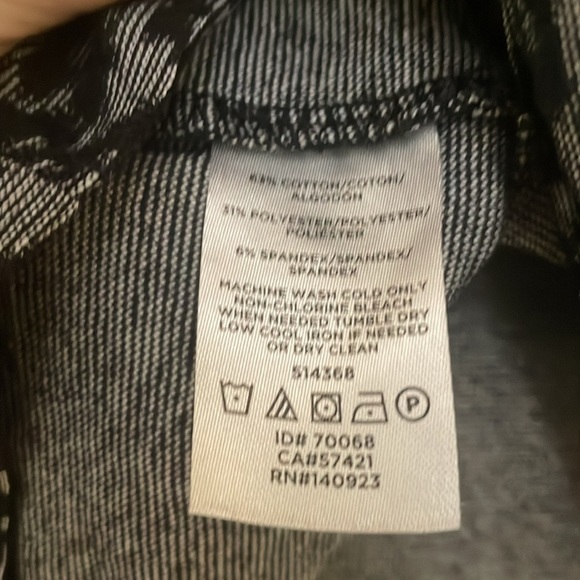 63% COTTON/COTON/
ALGODON
31% POLYESTER/POLYESTER/
POLIESTER
6% SPANDEX/SPANDEX/
SPANDEX
MACHINE WASH COLD ONLY
NON-CHLORINE BLEACH
WHEN NEEDED TUMBLE DRY
LOW COOL IRON IF NEEDED
OR DRY CLEAN
514368
P
ID# 70068
CA#57421
RN#140923